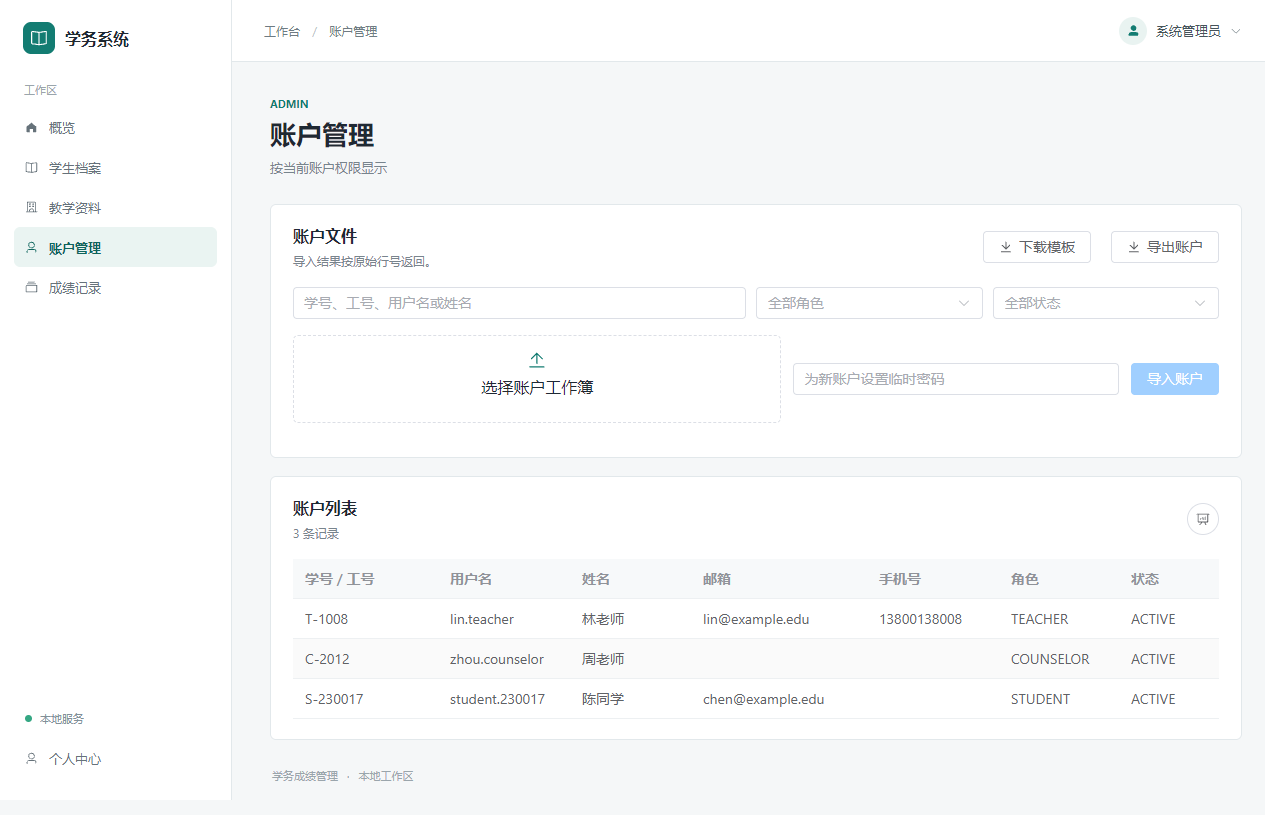 学务系统
工作区
概览
学生档案
教学资料
账户管理
成绩记录
本地服务
个人中心
工作台 / 账户管理
系统管理员
ADMIN
账户管理
按当前账户权限显示
账户文件
导入结果按原始行号返回。
下载模板
导出账户
学号、工号、用户名或姓名
全部角色
全部状态
选择账户工作簿
为新账户设置临时密码
导入账户
账户列表
3 条记录
学号 / 工号 用户名 姓名 邮箱 手机号 角色 状态
T-1008 lin.teacher 林老师 lin@example.edu 13800138008 TEACHER ACTIVE
C-2012 zhou.counselor 周老师 COUNSELOR ACTIVE
S-230017 student.230017 陈同学 chen@example.edu STUDENT ACTIVE
学务成绩管理 · 本地工作区